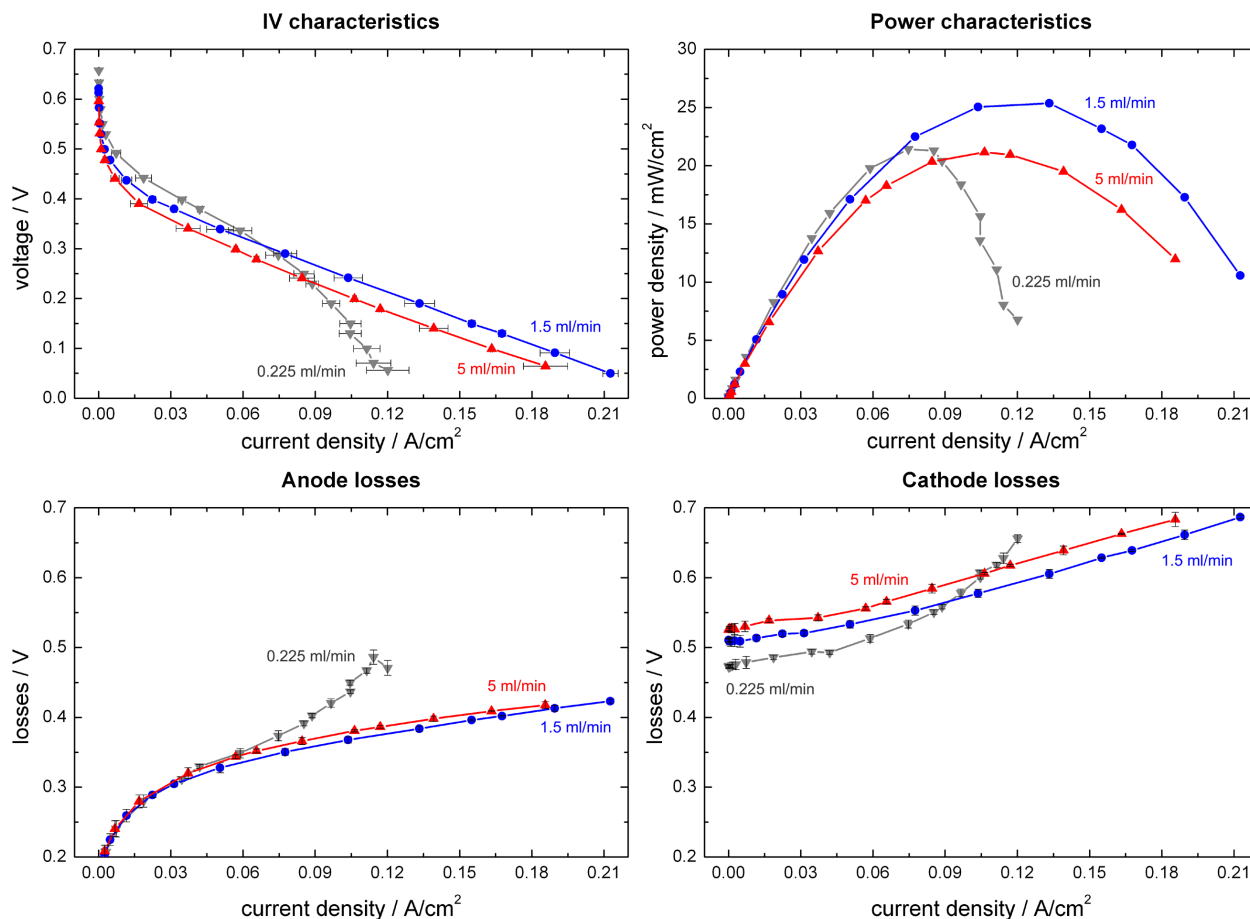 IV characteristics
0.7
0.6
0.5
0.4
0.3
0.2
0.1
0.0
voltage / V
1.5 ml/min
5 ml/min
0.225 ml/min
0.00 0.03 0.06 0.09 0.12 0.15 0.18 0.21
current density / A/cm²
Power characteristics
30
25
20
15
10
5
0
power density / mW/cm²
1.5 ml/min
5 ml/min
0.225 ml/min
0.00 0.03 0.06 0.09 0.12 0.15 0.18 0.21
current density / A/cm²
Anode losses
0.7
0.6
0.5
0.4
0.3
0.2
losses / V
0.225 ml/min
5 ml/min
1.5 ml/min
0.00 0.03 0.06 0.09 0.12 0.15 0.18 0.21
current density / A/cm²
Cathode losses
0.7
0.6
0.5
0.4
0.3
0.2
losses / V
5 ml/min
1.5 ml/min
0.225 ml/min
0.00 0.03 0.06 0.09 0.12 0.15 0.18 0.21
current density / A/cm²